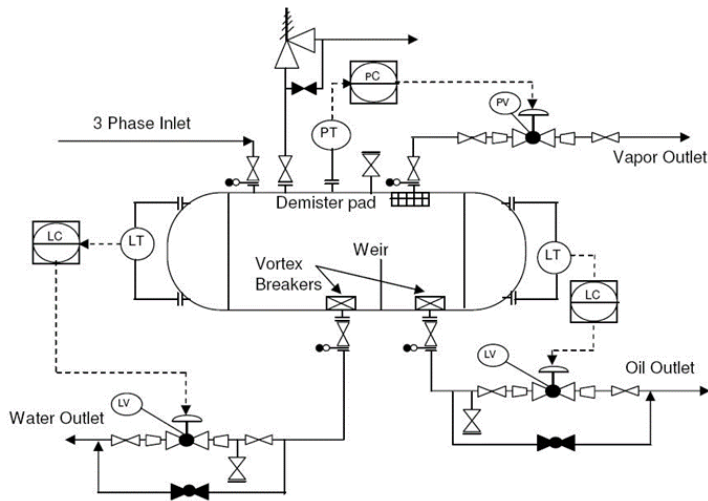 PC
PV
3 Phase Inlet
PT
Vapor Outlet
Demister pad
LC
LT
Weir
LT
Vortex
Breakers
LC
LV
Oil Outlet
Water Outlet
LV